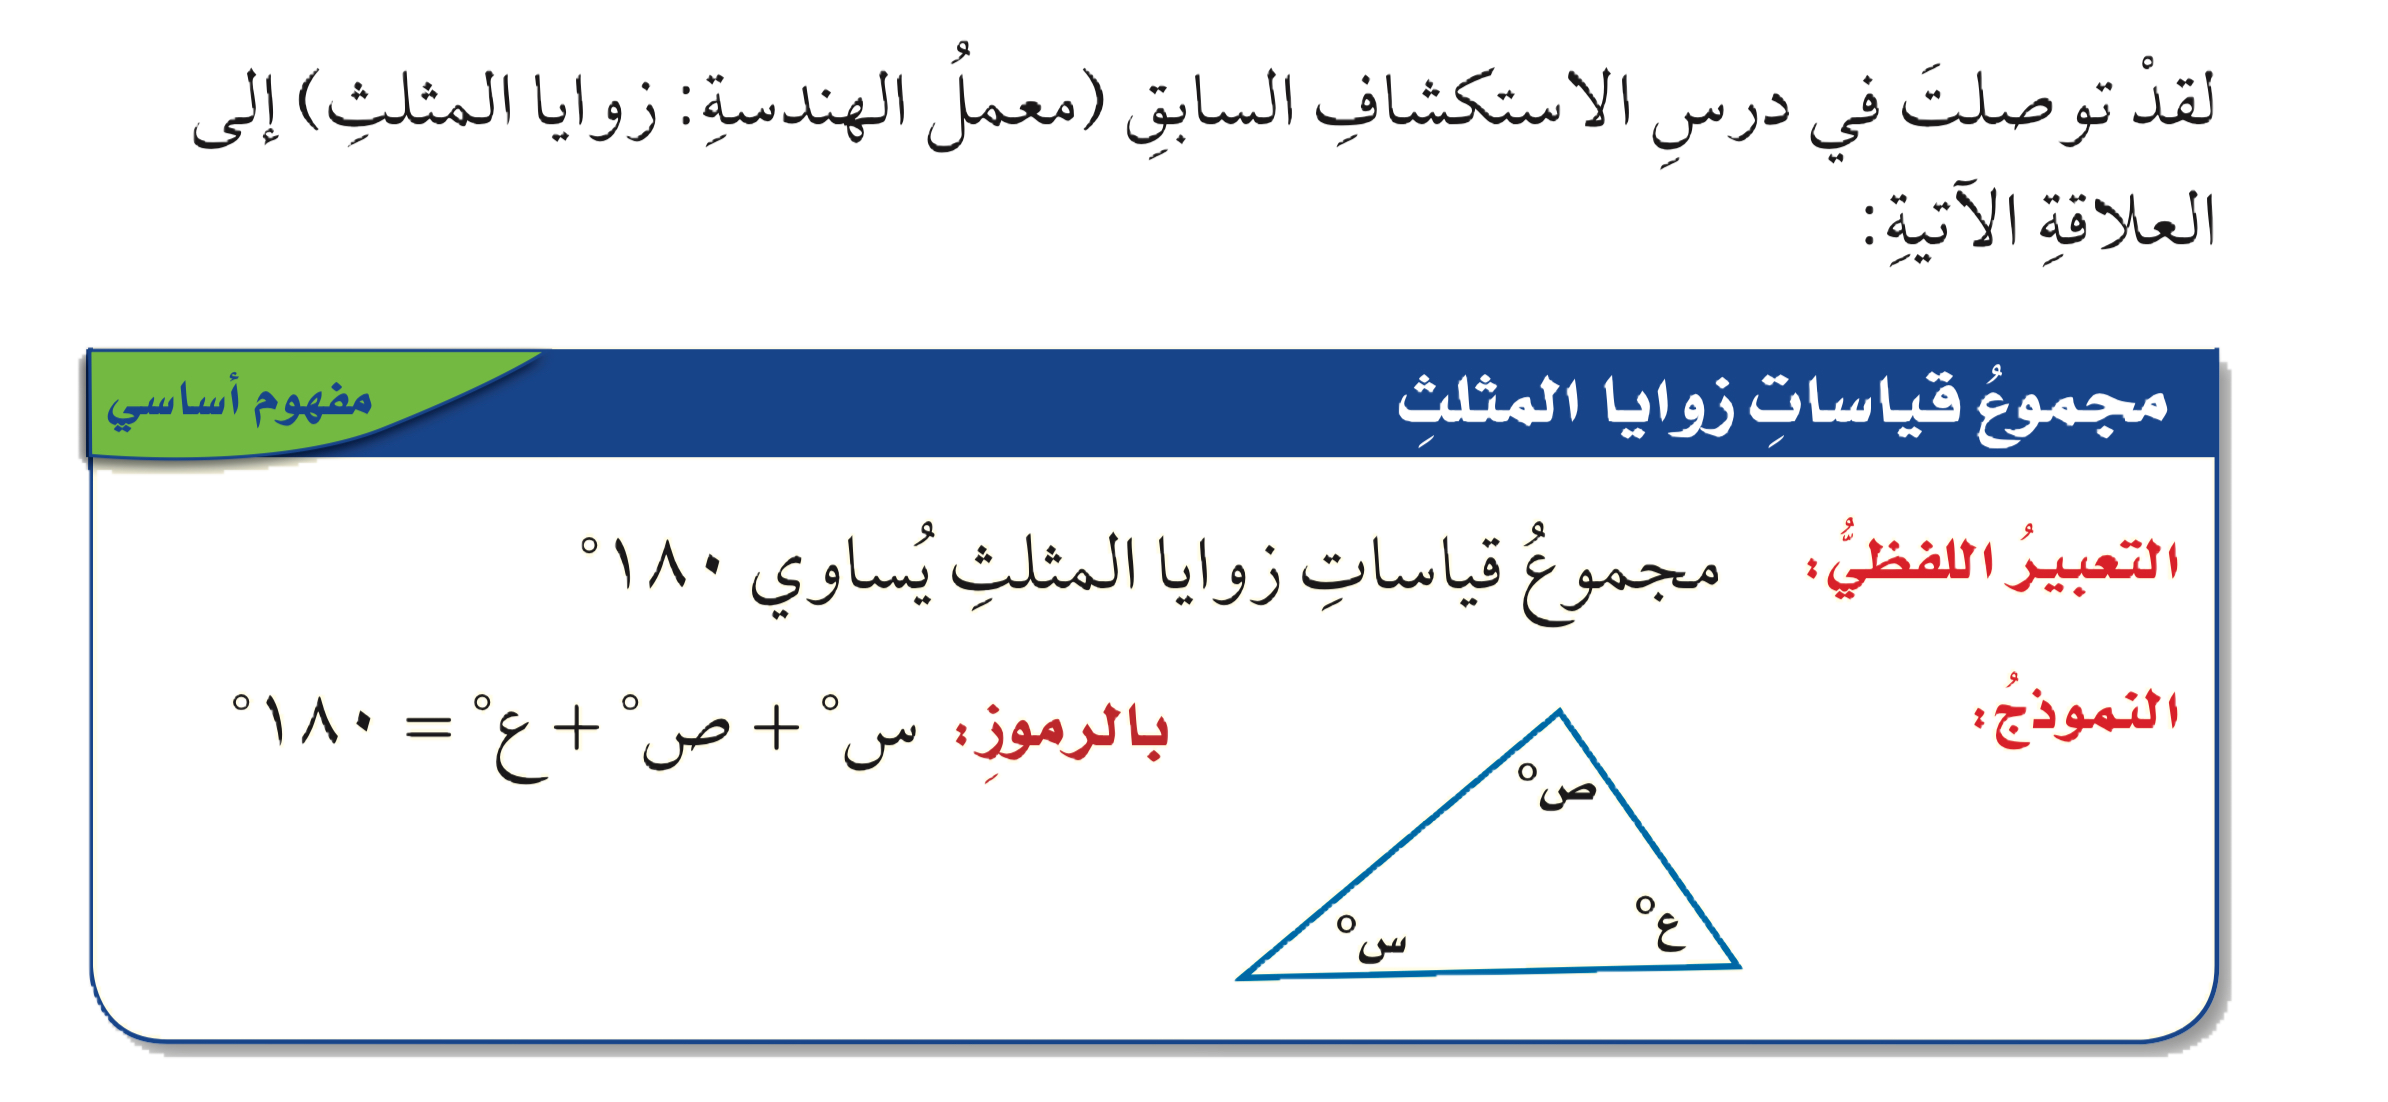 لقدْ توصلتَ في درسِ الاستكشافِ السابقِ (معملُ الهندسةِ: زوايا المثلثِ) إلى
العلاقةِ الآتيةِ:
مجموعُ قياساتِ زوايا المثلثِ
مفهوم أساسي
التعبيرُ اللفظيُّ: مجموعُ قياساتِ زوايا المثلثِ يُساوي ١٨٠°
النموذجُ:
بالرموزِ: س° + ص° + ع° = ١٨٠°
ص°
ع°
س°